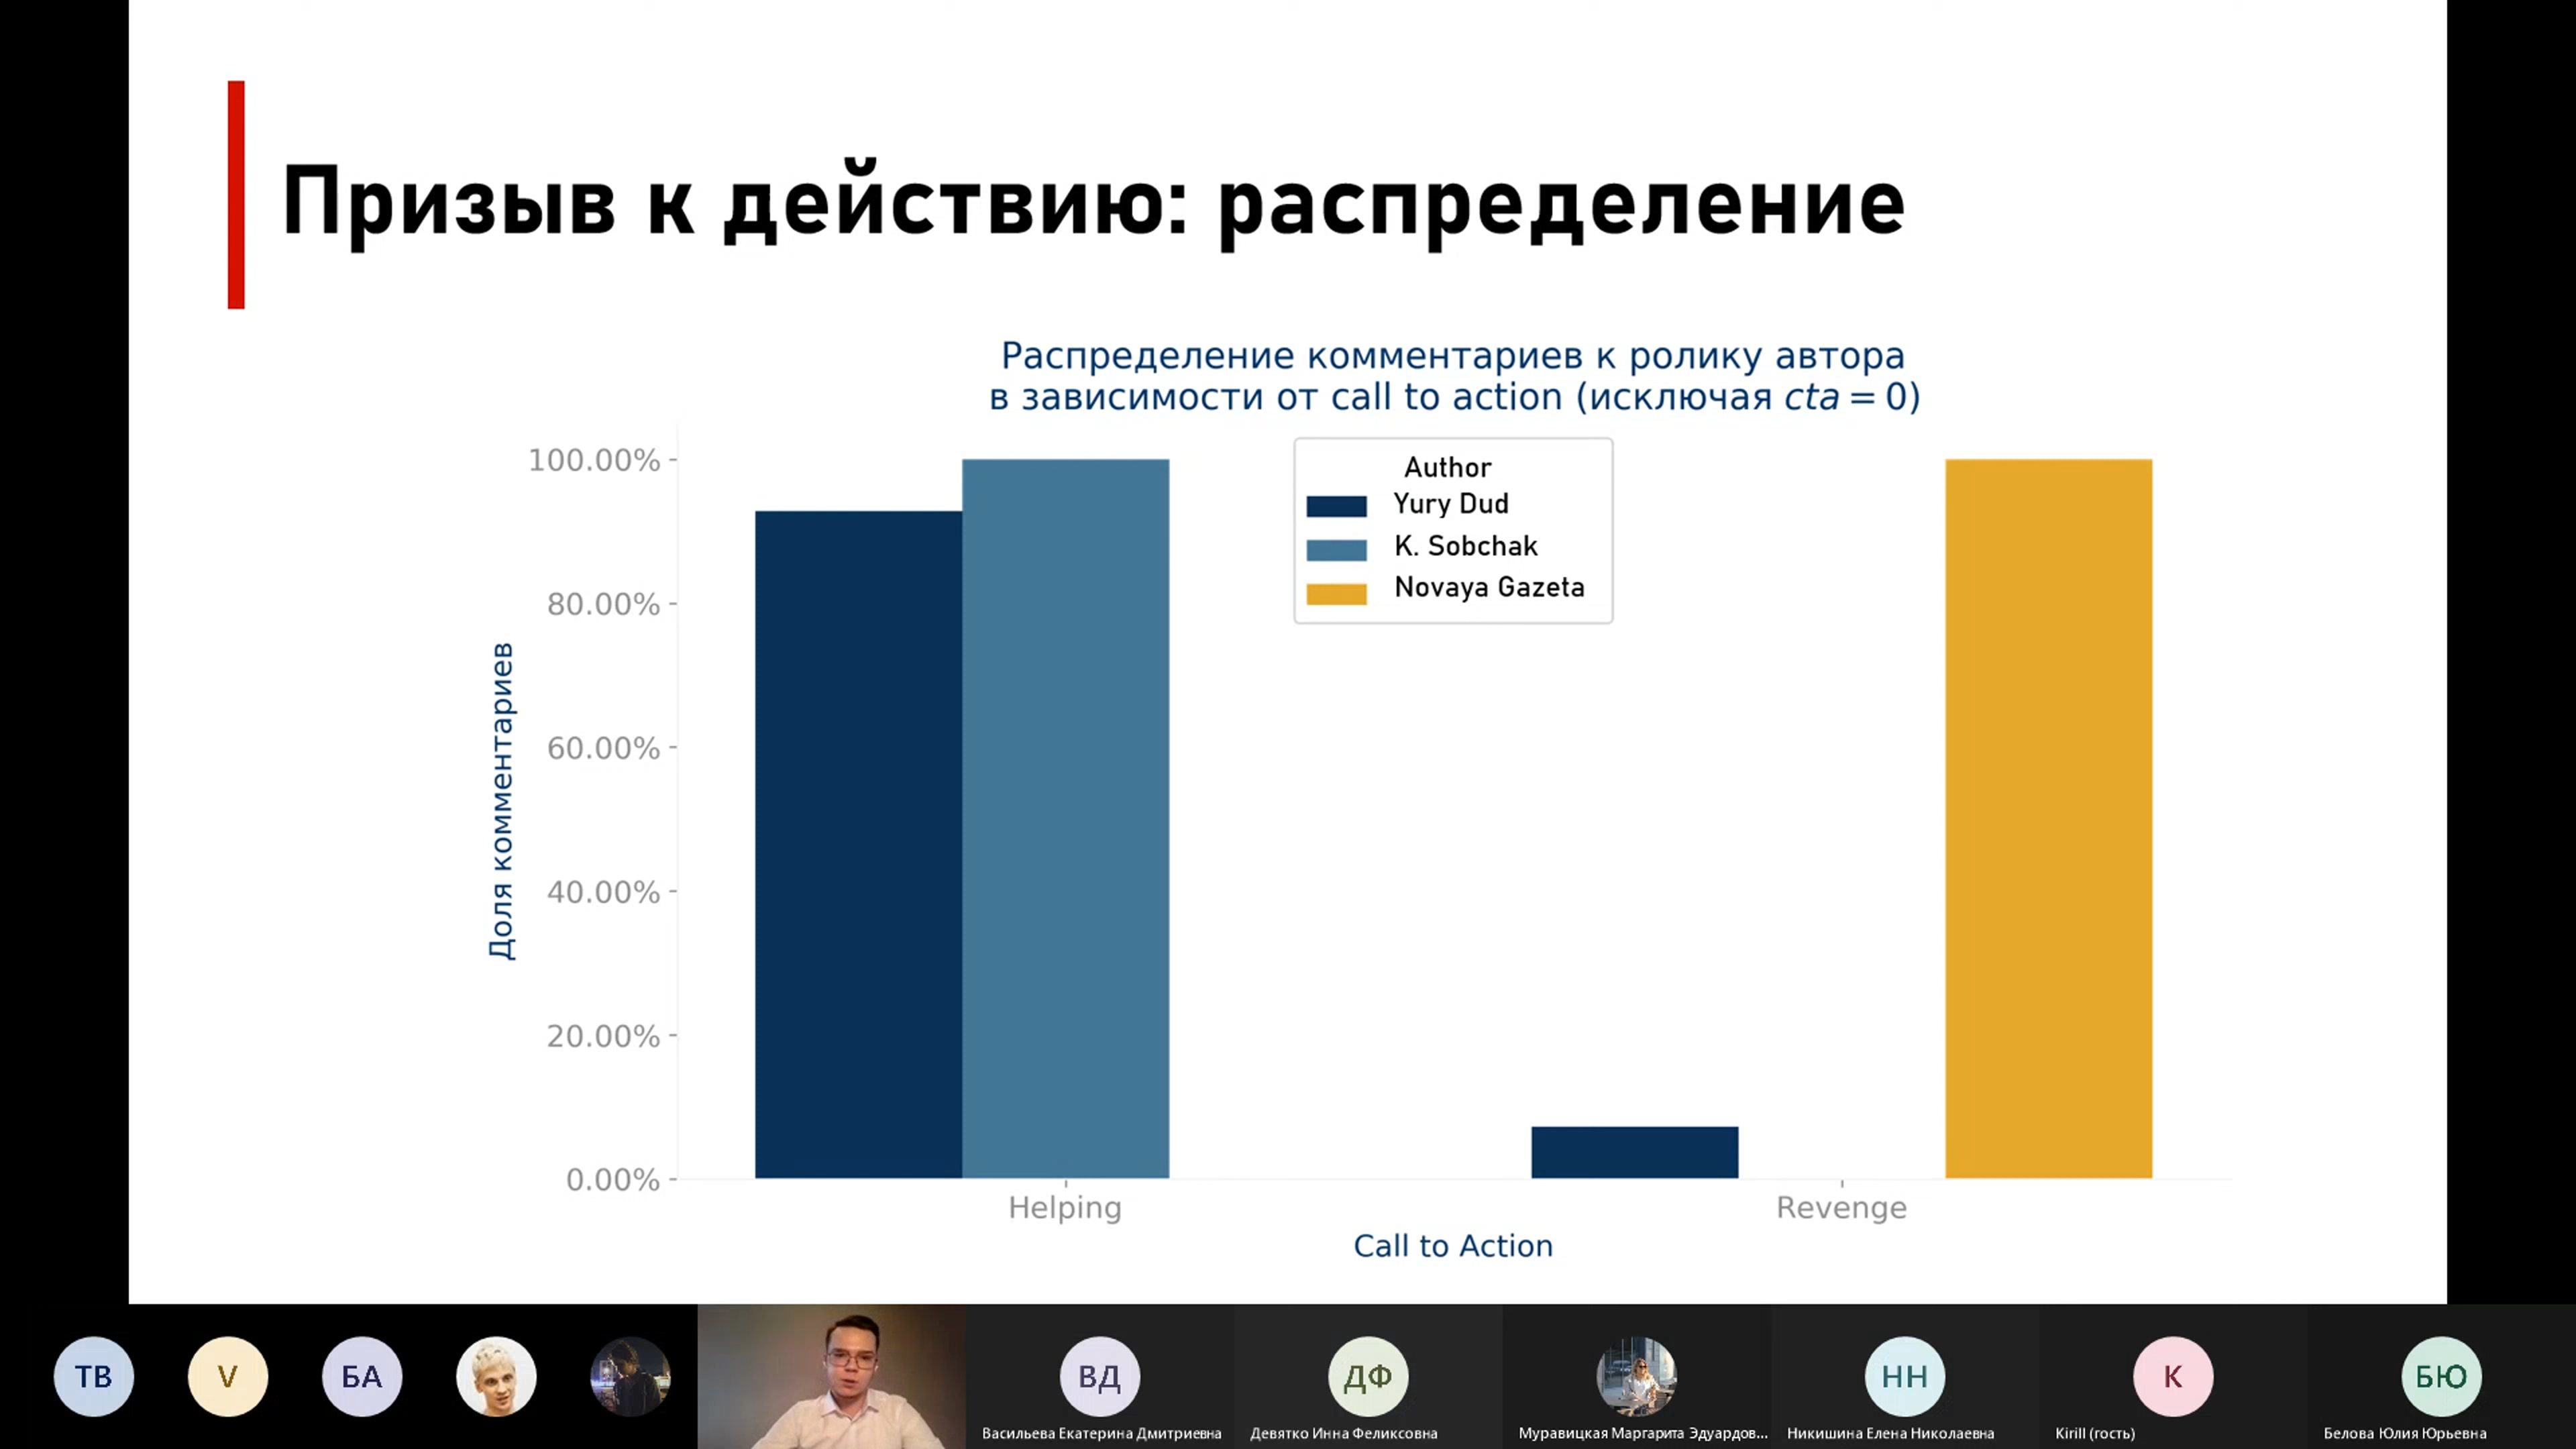 Призыв к действию: распределение
Распределение комментариев к ролику автора
в зависимости от call to action (исключая cta = 0)
Author
Yury Dud
K. Sobchak
Novaya Gazeta
100.00%
80.00%
60.00%
40.00%
20.00%
0.00%
Доля комментариев
Helping
Revenge
Call to Action
ТВ
V
БА
ВД
ДФ
НН
K
БЮ
Васильева Екатерина Дмитриевна
Девятко Инна Феликсовна
Муравицкая Маргарита Эдуардов...
Никишина Елена Николаевна
Kirill (гость)
Белова Юлия Юрьевна